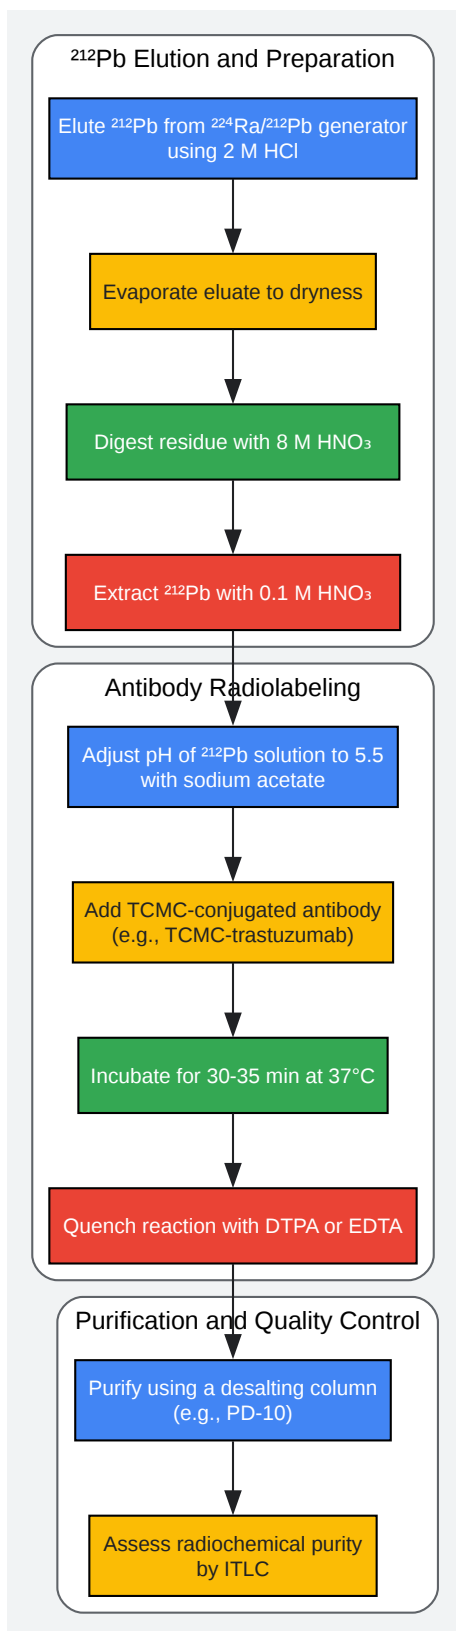 ²¹²Pb Elution and Preparation
Elute ²¹²Pb from ²²⁴Ra/²¹²Pb generator
using 2 M HCl
Evaporate eluate to dryness
Digest residue with 8 M HNO₃
Extract ²¹²Pb with 0.1 M HNO₃
Antibody Radiolabeling
Adjust pH of ²¹²Pb solution to 5.5
with sodium acetate
Add TCMC-conjugated antibody
(e.g., TCMC-trastuzumab)
Incubate for 30-35 min at 37°C
Quench reaction with DTPA or EDTA
Purification and Quality Control
Purify using a desalting column
(e.g., PD-10)
Assess radiochemical purity
by ITLC